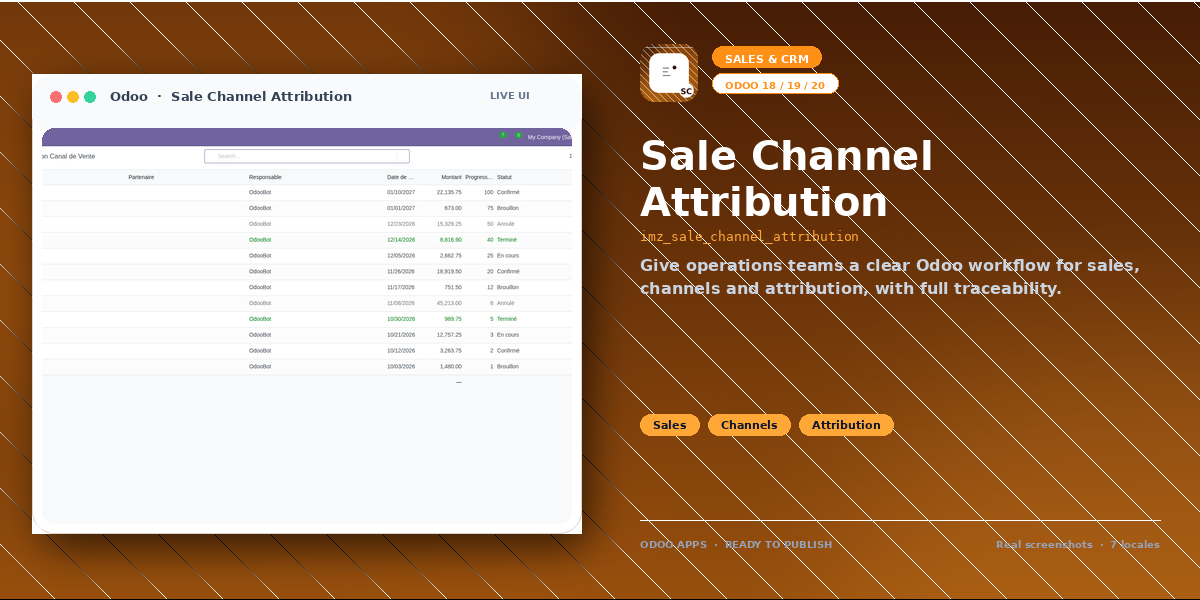 Odoo · Sale Channel Attribution
LIVE UI
My Company (Sa
on Canal de Vente
Search...
1
Partenaire Responsable Date de ... Montant Progress... Statut
OdooBot 01/10/2027 22,135.75 100 Confirmé
OdooBot 01/01/2027 673.00 75 Brouillon
OdooBot 12/23/2026 15,329.25 50 Annulé
OdooBot 12/14/2026 8,816.90 40 Terminé
OdooBot 12/05/2026 2,662.75 25 En cours
OdooBot 11/26/2026 18,919.50 20 Confirmé
OdooBot 11/17/2026 751.50 12 Brouillon
OdooBot 11/08/2026 45,213.00 8 Annulé
OdooBot 10/30/2026 989.75 5 Terminé
OdooBot 10/21/2026 12,757.25 3 En cours
OdooBot 10/12/2026 3,263.75 2 Confirmé
OdooBot 10/03/2026 1,480.00 1 Brouillon
—
SC
SALES & CRM
ODOO 18 / 19 / 20
Sale Channel
Attribution
imz_sale_channel_attribution
Give operations teams a clear Odoo workflow for sales,
channels and attribution, with full traceability.
Sales
Channels
Attribution
ODOO APPS · READY TO PUBLISH
Real screenshots · 7 locales